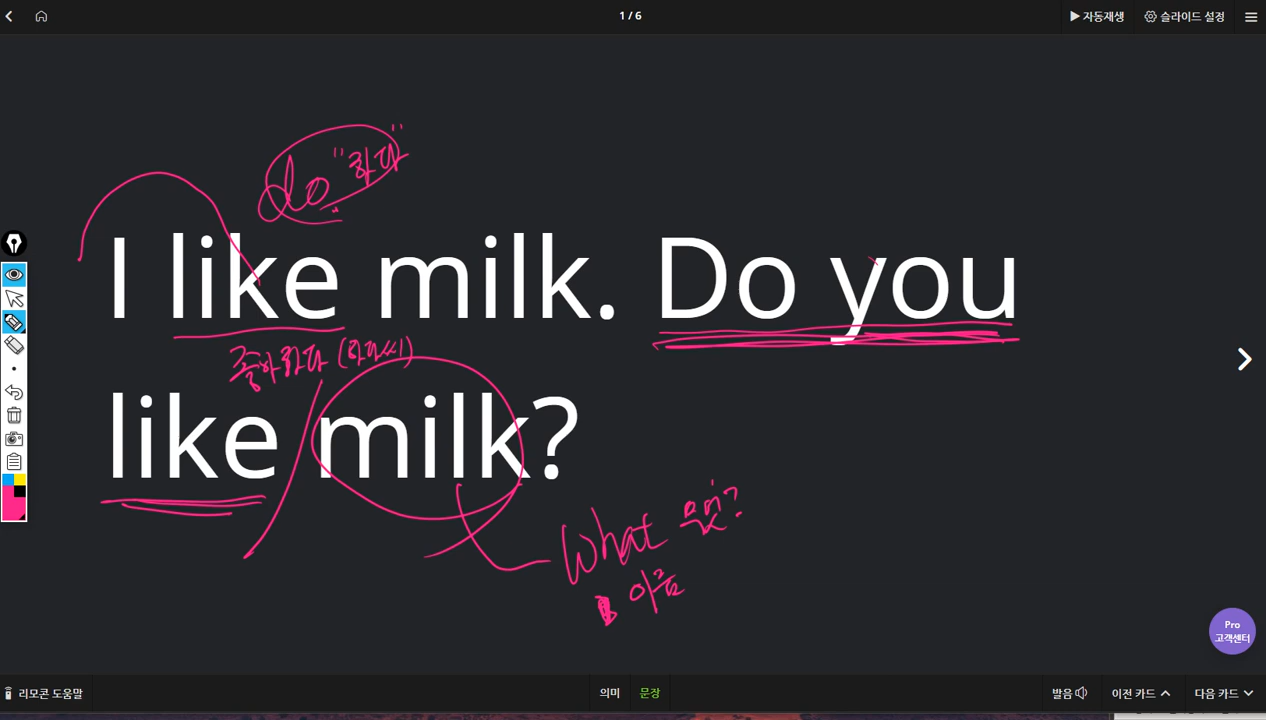 1 / 6
자동재생
슬라이드 설정
do "하다"
I like milk. Do you
좋아하다 (하다씨)
like milk?
What 무엇?
이름
Pro
고객센터
리모콘 도움말
의미
문장
발음
이전 카드
다음 카드